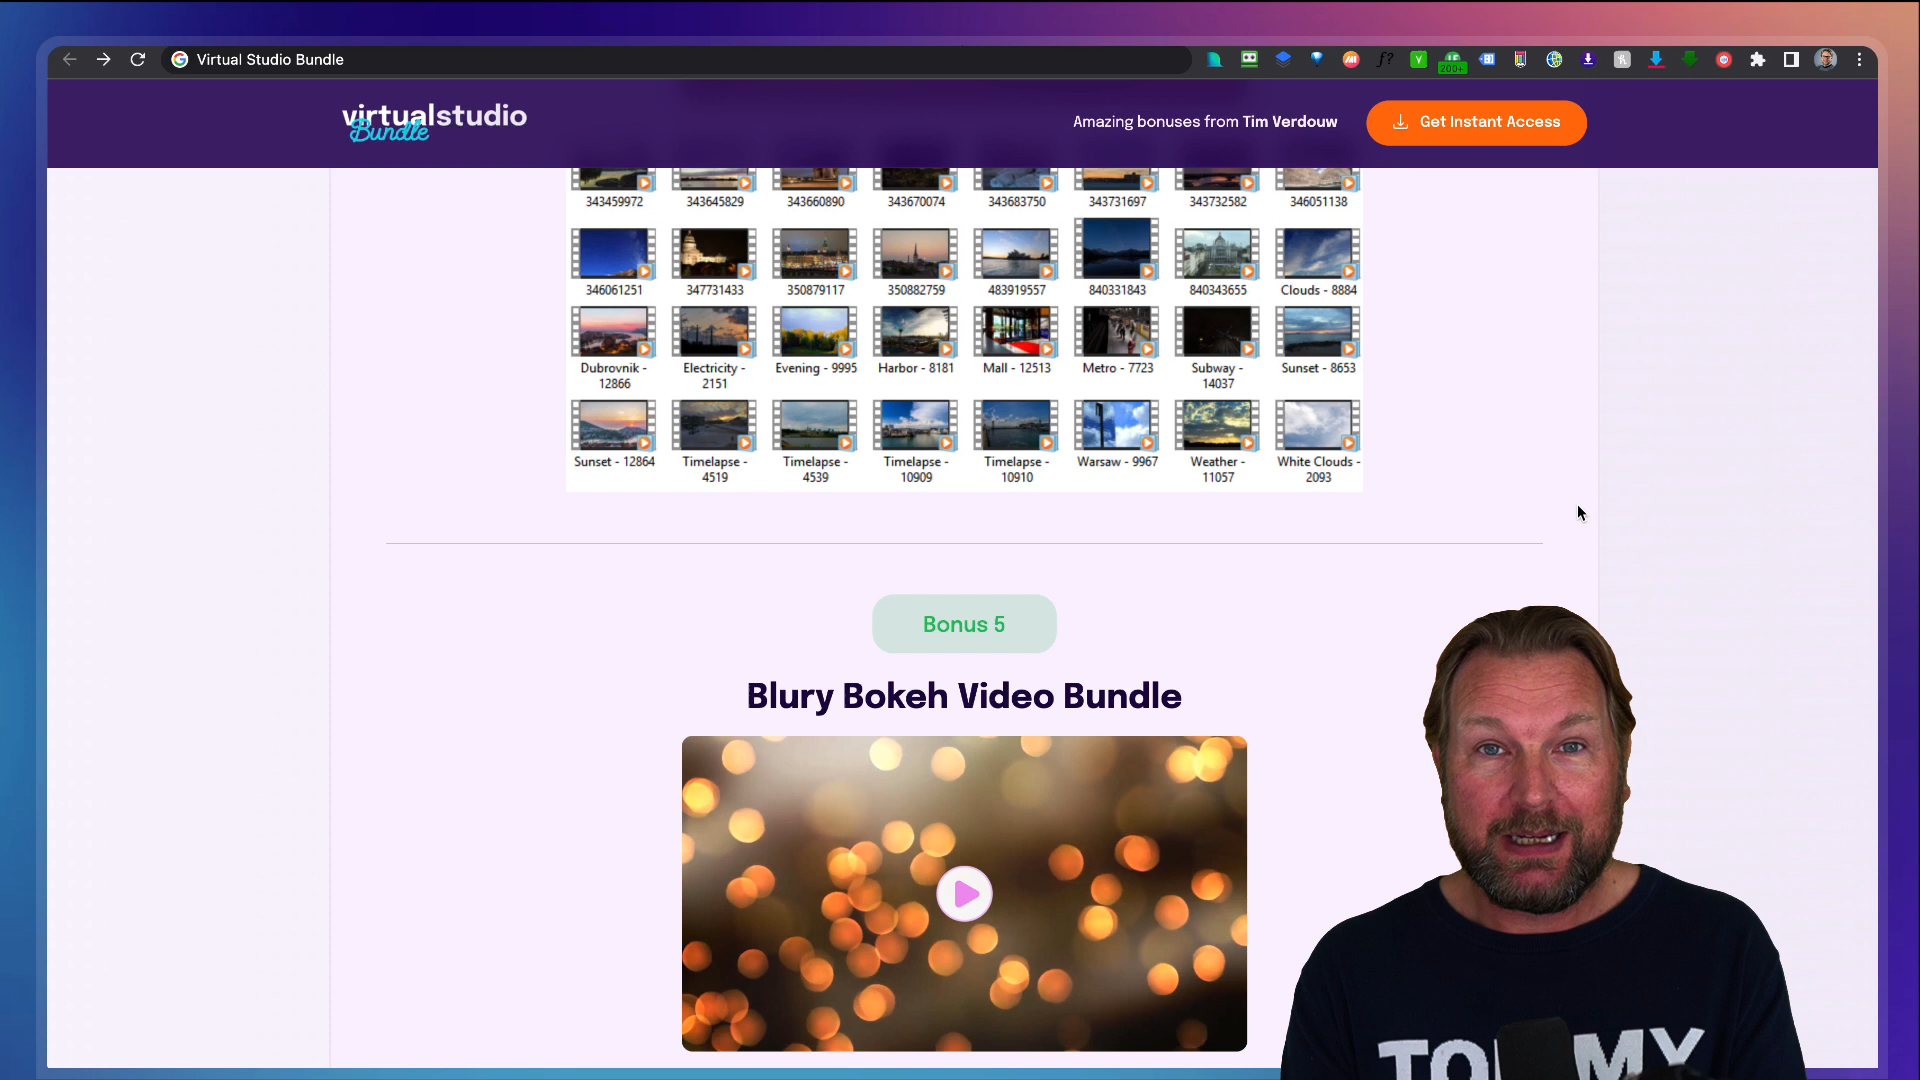 Virtual Studio Bundle
200+
virtualstudio
Bundle
Amazing bonuses from Tim Verdouw
Get Instant Access
343459972 343645829 343660890 343670074 343683750 343731697 343732582 346051138
346061251 347731433 350879117 350882759 483919557 840331843 840343655 Clouds - 8884
Dubrovnik - 12866 Electricity - 2151 Evening - 9995 Harbor - 8181 Mall - 12513 Metro - 7723 Subway - 14037 Sunset - 8653
Sunset - 12864 Timelapse - 4519 Timelapse - 4539 Timelapse - 10909 Timelapse - 10910 Warsaw - 9967 Weather - 11057 White Clouds - 2093
Bonus 5
Blury Bokeh Video Bundle